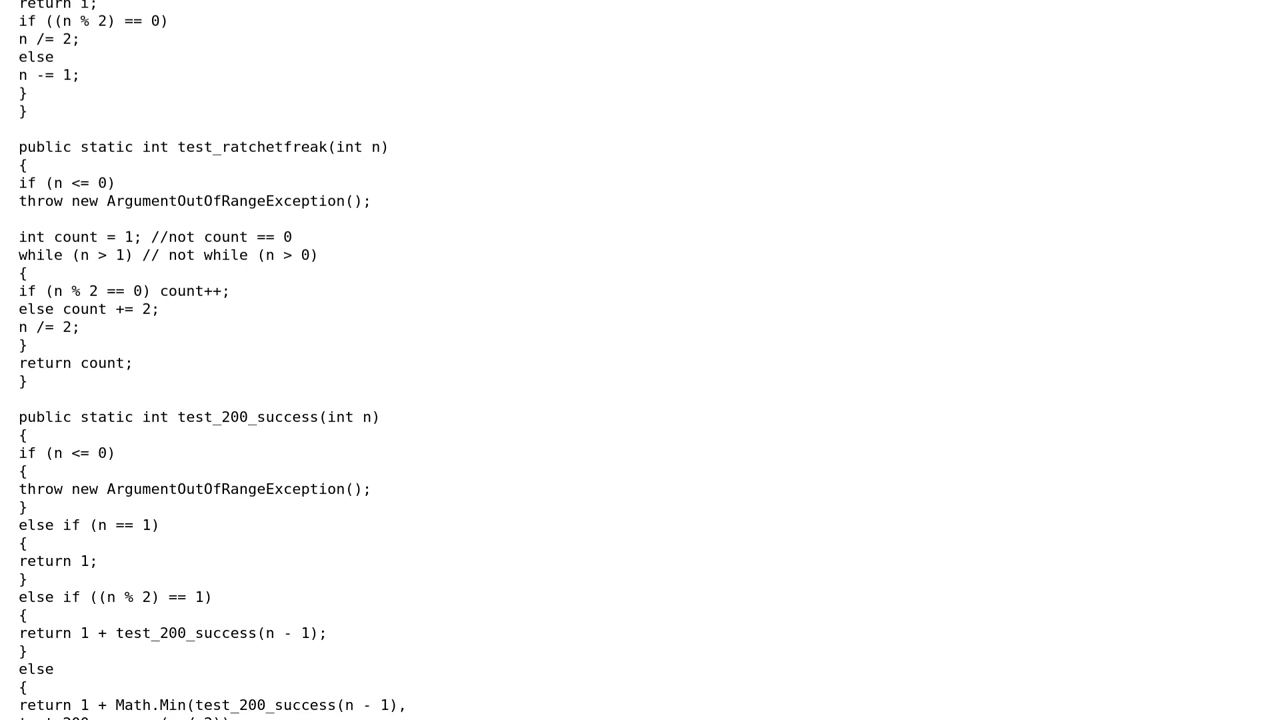 return i;
if ((n % 2) == 0)
n /= 2;
else
n -= 1;
}
}
public static int test_ratchetfreak(int n)
{
if (n <= 0)
throw new ArgumentOutOfRangeException();
int count = 1; //not count == 0
while (n > 1) // not while (n > 0)
{
if (n % 2 == 0) count++;
else count += 2;
n /= 2;
}
return count;
}
public static int test_200_success(int n)
{
if (n <= 0)
{
throw new ArgumentOutOfRangeException();
}
else if (n == 1)
{
return 1;
}
else if ((n % 2) == 1)
{
return 1 + test_200_success(n - 1);
}
else
{
return 1 + Math.Min(test_200_success(n - 1),